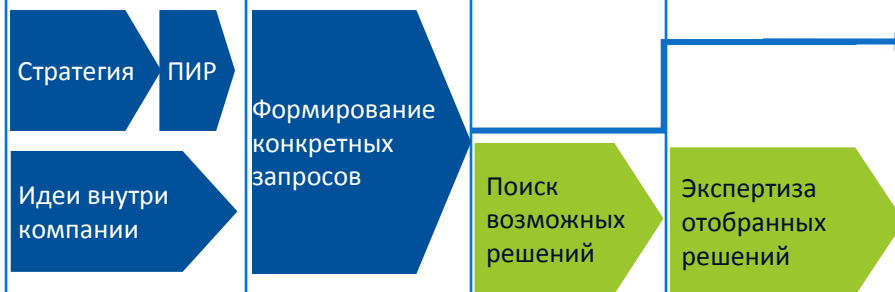 Стратегия
ПИР
Идеи внутри
компании
Формирование
конкретных
запросов
Поиск
возможных
решений
Экспертиза
отобранных
решений